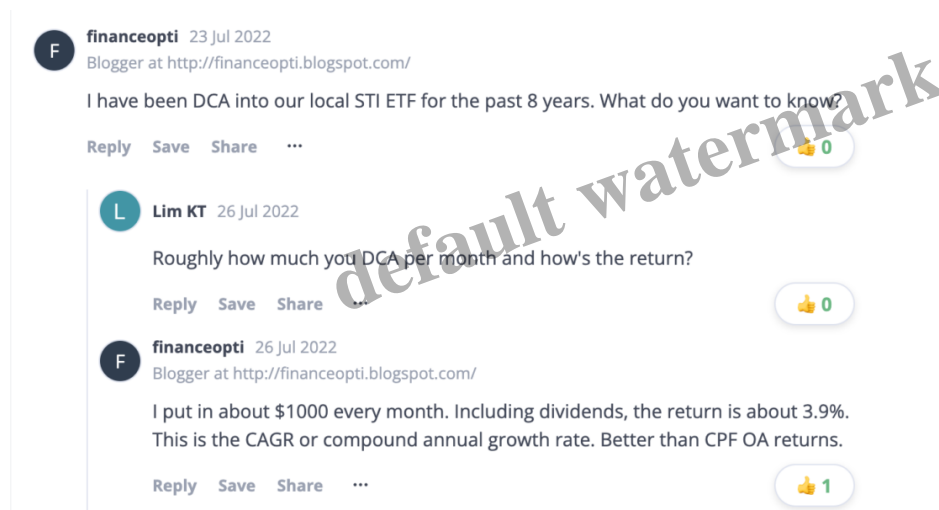 F
financeopti 23 Jul 2022
Blogger at http://financeopti.blogspot.com/
I have been DCA into our local STI ETF for the past 8 years. What do you want to know?
Reply Save Share ...
👍 0
default watermark
L
Lim KT 26 Jul 2022
Roughly how much you DCA per month and how's the return?
Reply Save Share ...
👍 0
F
financeopti 26 Jul 2022
Blogger at http://financeopti.blogspot.com/
I put in about $1000 every month. Including dividends, the return is about 3.9%.
This is the CAGR or compound annual growth rate. Better than CPF OA returns.
Reply Save Share ...
👍 1